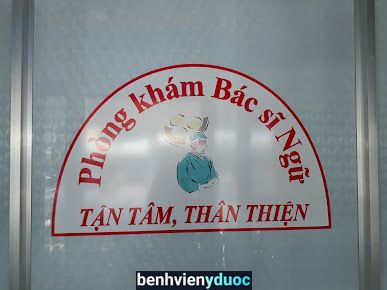 Phòng khám Bác sĩ Ngữ
TẬN TÂM, THÂN THIỆN
benhvienyduoc